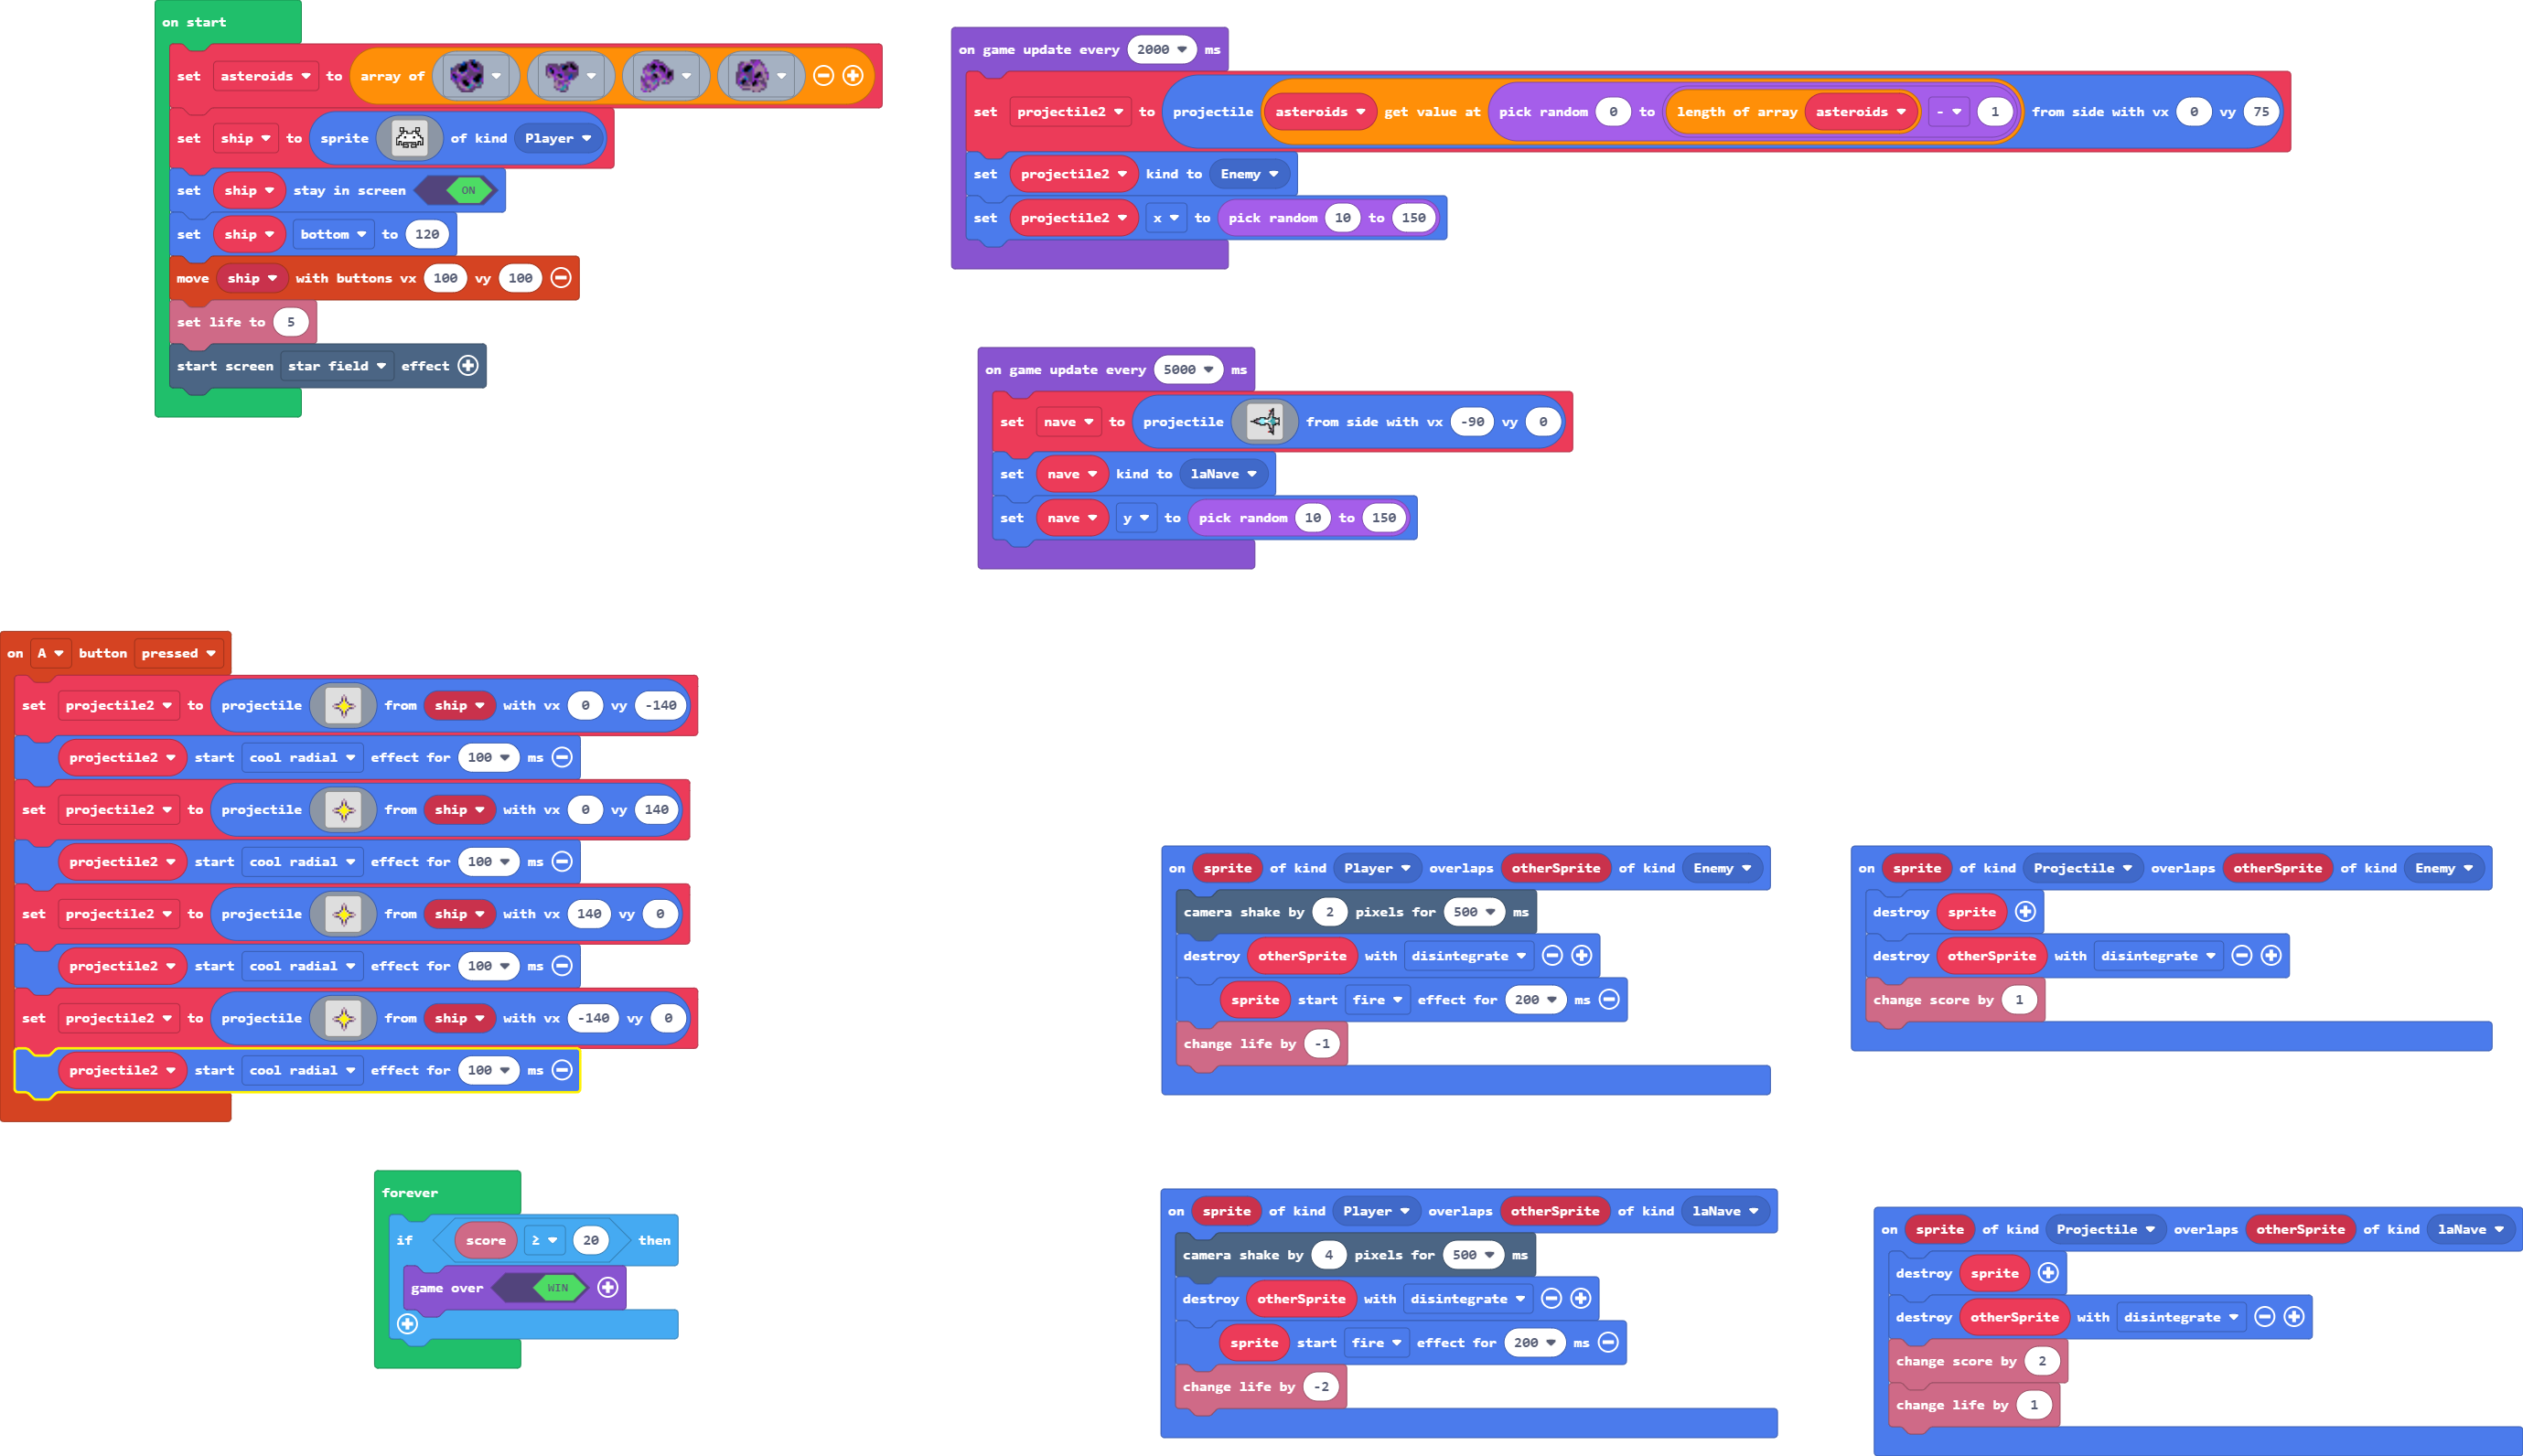 on start
set asteroids to array of
set ship to sprite of kind Player
set ship stay in screen ON
set ship bottom to 120
move ship with buttons vx 100 vy 100
set life to 5
start screen star field effect
on game update every 2000 ms
set projectile2 to projectile asteroids get value at pick random 0 to length of array asteroids - 1 from side with vx 0 vy 75
set projectile2 kind to Enemy
set projectile2 x to pick random 10 to 150
on game update every 5000 ms
set nave to projectile from side with vx -90 vy 0
set nave kind to laNave
set nave y to pick random 10 to 150
on A button pressed
set projectile2 to projectile from ship with vx 0 vy -140
projectile2 start cool radial effect for 100 ms
set projectile2 to projectile from ship with vx 0 vy 140
projectile2 start cool radial effect for 100 ms
set projectile2 to projectile from ship with vx 140 vy 0
projectile2 start cool radial effect for 100 ms
set projectile2 to projectile from ship with vx -140 vy 0
projectile2 start cool radial effect for 100 ms
forever
if score ≥ 20 then
game over WIN
on sprite of kind Player overlaps otherSprite of kind Enemy
camera shake by 2 pixels for 500 ms
destroy otherSprite with disintegrate
sprite start fire effect for 200 ms
change life by -1
on sprite of kind Projectile overlaps otherSprite of kind Enemy
destroy sprite
destroy otherSprite with disintegrate
change score by 1
on sprite of kind Player overlaps otherSprite of kind laNave
camera shake by 4 pixels for 500 ms
destroy otherSprite with disintegrate
sprite start fire effect for 200 ms
change life by -2
on sprite of kind Projectile overlaps otherSprite of kind laNave
destroy sprite
destroy otherSprite with disintegrate
change score by 2
change life by 1